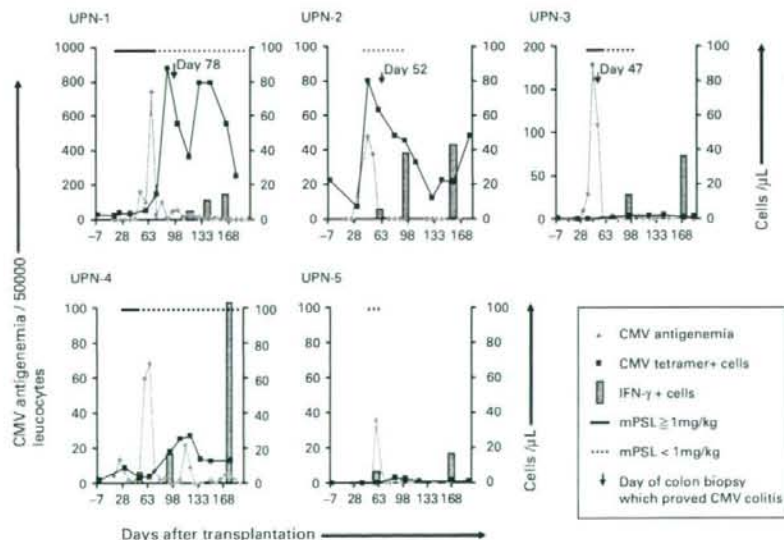 UPN-1
UPN-2
UPN-3
1000
800
600
400
200
0
100
80
60
40
20
0
Day 78
-7 28 63 98 133 168
100
80
60
40
20
0
100
80
60
40
20
0
Day 52
-7 28 63 98 133 168
200
150
100
50
0
100
80
60
40
20
0
Day 47
-7 28 63 98 133 168
Cells /μL
UPN-4
UPN-5
100
80
60
40
20
0
100
80
60
40
20
0
-7 28 63 98 133 168
100
80
60
40
20
0
100
80
60
40
20
0
-7 28 63 98 133 168
Cells/μL
CMV antigenemia / 50000
leucocytes
Days after transplantation
CMV antigenemia
CMV tetramer+ cells
IFN-γ + cells
mPSL ≧ 1mg/kg
mPSL < 1mg/kg
Day of colon biopsy
which proved CMV colitis